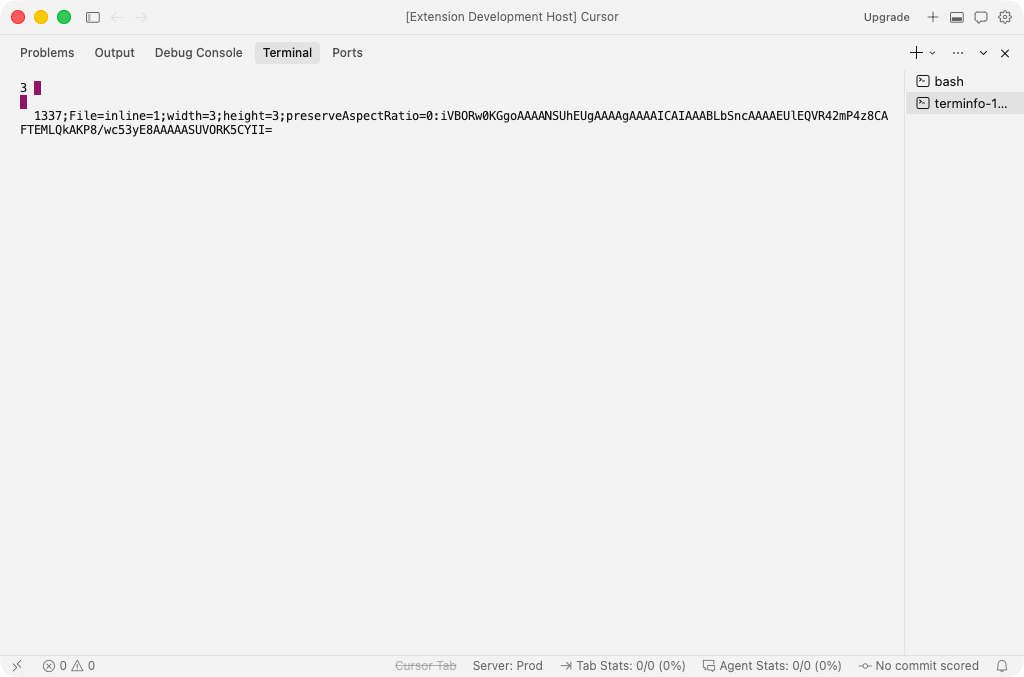 [Extension Development Host] Cursor
Upgrade
Problems Output Debug Console Terminal Ports
3
1337;File=inline=1;width=3;height=3;preserveAspectRatio=0:iVBORw0KGgoAAAANSUhEUgAAAAgAAAAICAIAAABLbSncAAAAEUlEQVR42mP4z8CA
FTEMLQkAKP8/wc53yE8AAAAASUVORK5CYII=
bash
terminfo-1...
0 0
Cursor Tab Server: Prod Tab Stats: 0/0 (0%) Agent Stats: 0/0 (0%) No commit scored